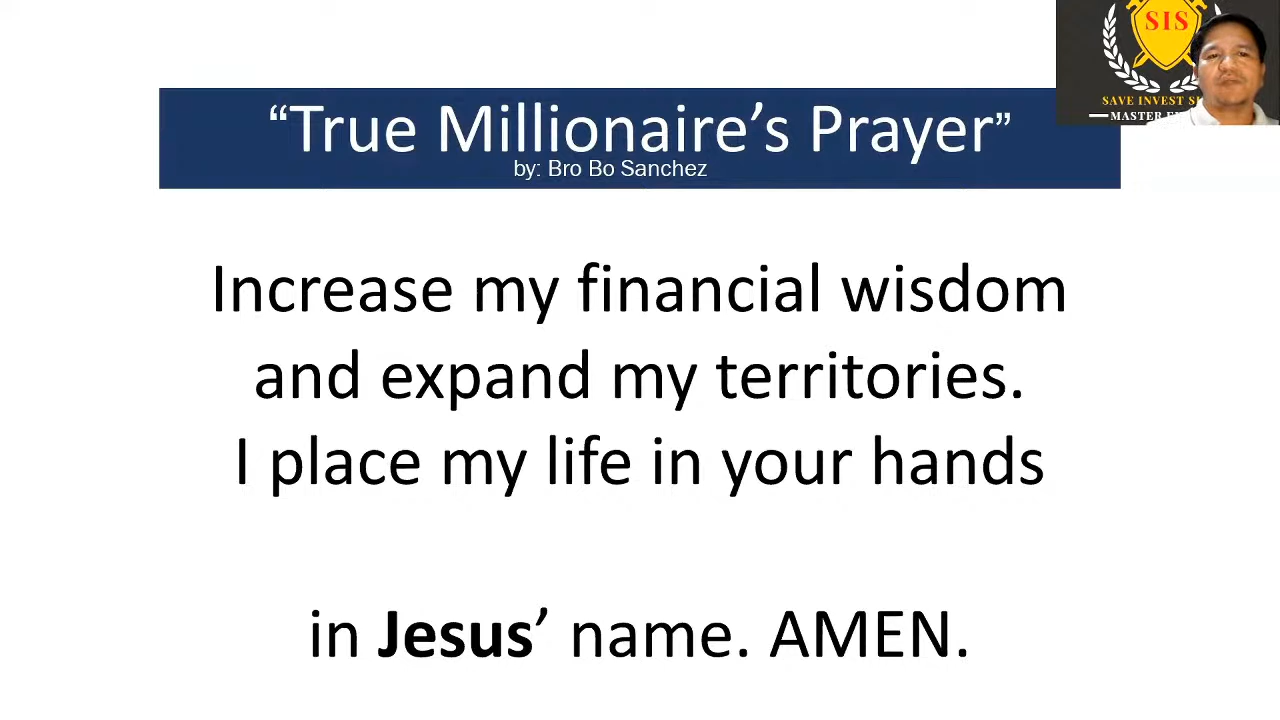 SIS
SAVE INVEST
MASTER
“True Millionaire’s Prayer”
by: Bro Bo Sanchez
Increase my financial wisdom
and expand my territories.
I place my life in your hands
in Jesus’ name. AMEN.